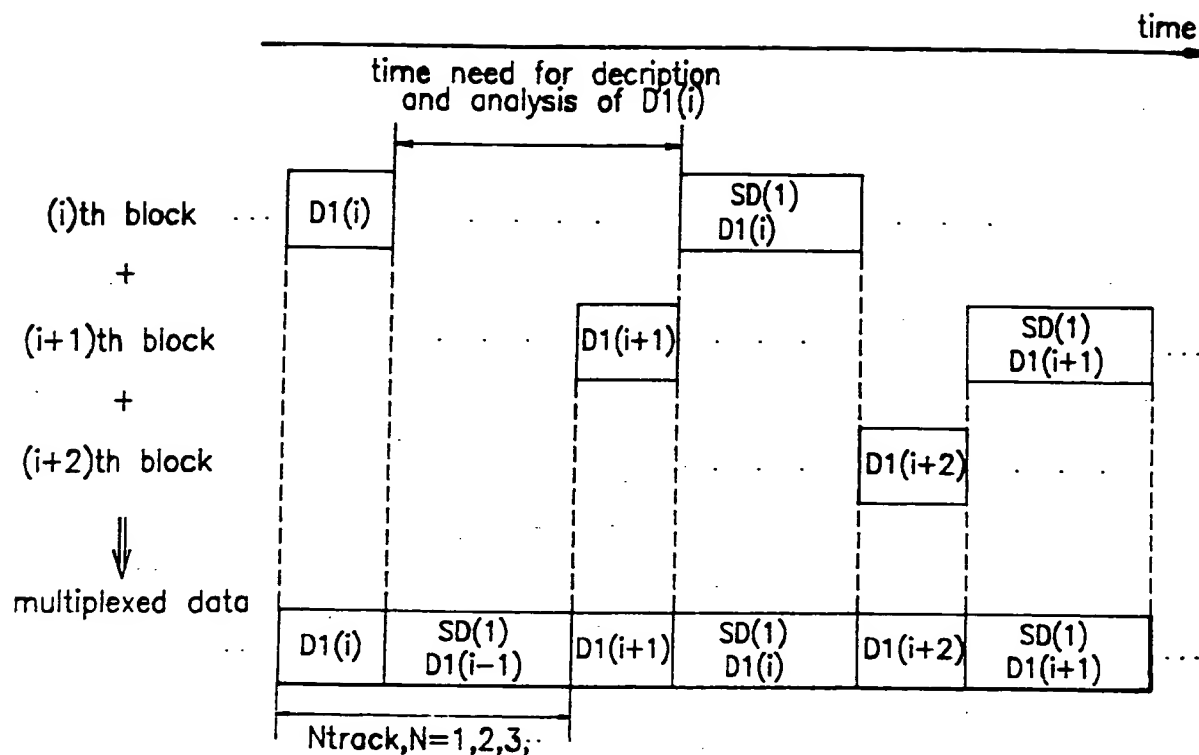 time
time need for decription
and analysis of D1(i)
(i)th block ... D1(i) . . . . SD(1) . . . .
D1(i)
+
(i+1)th block . . . . D1(i+1) . . . . SD(1) ...
D1(i+1)
+
(i+2)th block . . . . D1(i+2) . . . .
⇓
multiplexed data
... D1(i) SD(1) D1(i+1) SD(1) D1(i+2) SD(1) ...
D1(i-1) D1(i) D1(i+1)
Ntrack,N=1,2,3,..